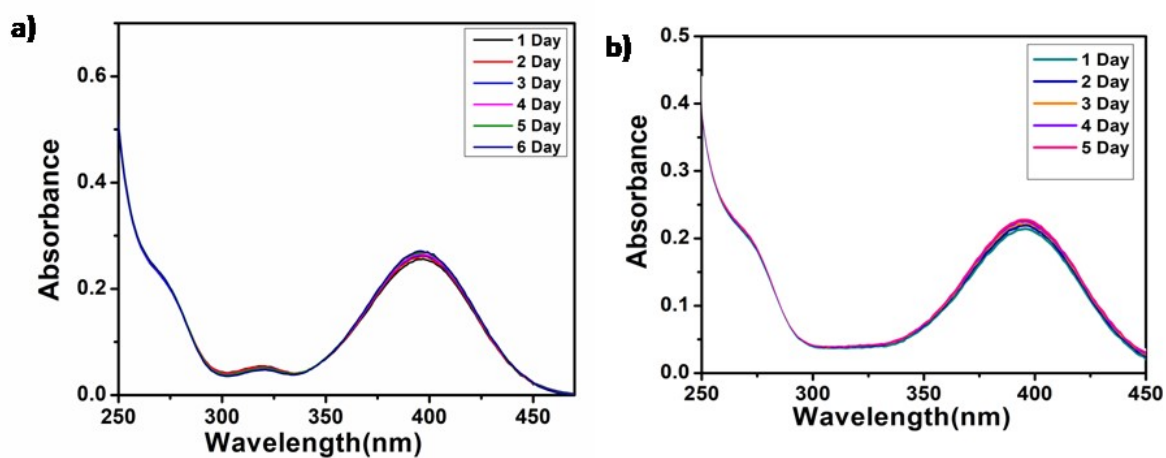 a)
1 Day
2 Day
3 Day
4 Day
5 Day
6 Day
0.6
0.4
0.2
0.0
Absorbance
250 300 350 400 450
Wavelength(nm)
b)
1 Day
2 Day
3 Day
4 Day
5 Day
0.5
0.4
0.3
0.2
0.1
0.0
Absorbance
250 300 350 400 450
Wavelength(nm)